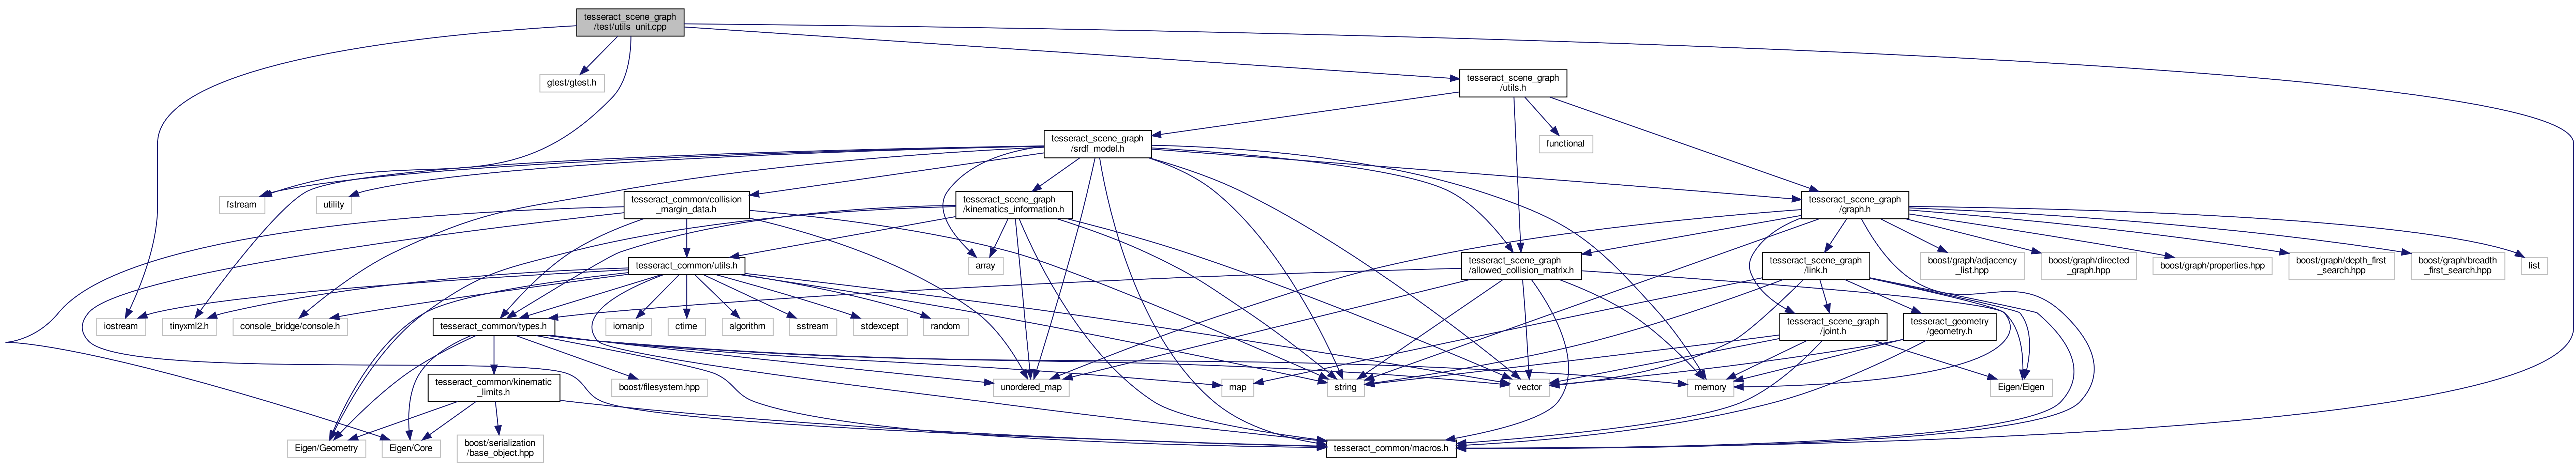 tesseract_scene_graph
/test/utils_unit.cpp
gtest/gtest.h
tesseract_scene_graph
/utils.h
tesseract_scene_graph
/srdf_model.h
functional
fstream
utility
tesseract_common/collision
_margin_data.h
tesseract_scene_graph
/kinematics_information.h
tesseract_scene_graph
/graph.h
tesseract_common/utils.h
array
tesseract_scene_graph
/allowed_collision_matrix.h
tesseract_scene_graph
/link.h
boost/graph/adjacency
_list.hpp
boost/graph/directed
_graph.hpp
boost/graph/properties.hpp
boost/graph/depth_first
_search.hpp
boost/graph/breadth
_first_search.hpp
list
iostream
tinyxml2.h
console_bridge/console.h
tesseract_common/types.h
iomanip
ctime
algorithm
sstream
stdexcept
random
tesseract_scene_graph
/joint.h
tesseract_geometry
/geometry.h
tesseract_common/kinematic
_limits.h
boost/filesystem.hpp
unordered_map
map
string
vector
memory
Eigen/Eigen
Eigen/Geometry
Eigen/Core
boost/serialization
/base_object.hpp
tesseract_common/macros.h